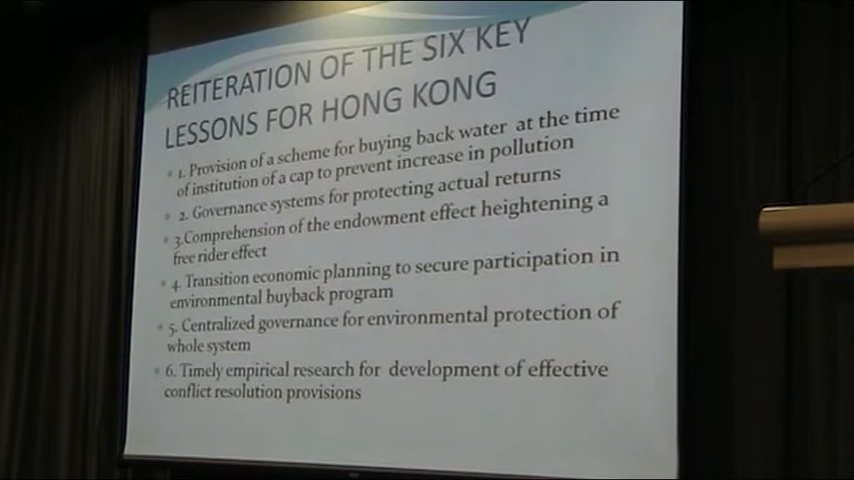 REITERATION OF THE SIX KEY
LESSONS FOR HONG KONG
• 1. Provision of a scheme for buying back water at the time
of institution of a cap to prevent increase in pollution
• 2. Governance systems for protecting actual returns
• 3.Comprehension of the endowment effect heightening a
free rider effect
• 4. Transition economic planning to secure participation in
environmental buyback program
• 5. Centralized governance for environmental protection of
whole system
• 6. Timely empirical research for development of effective
conflict resolution provisions